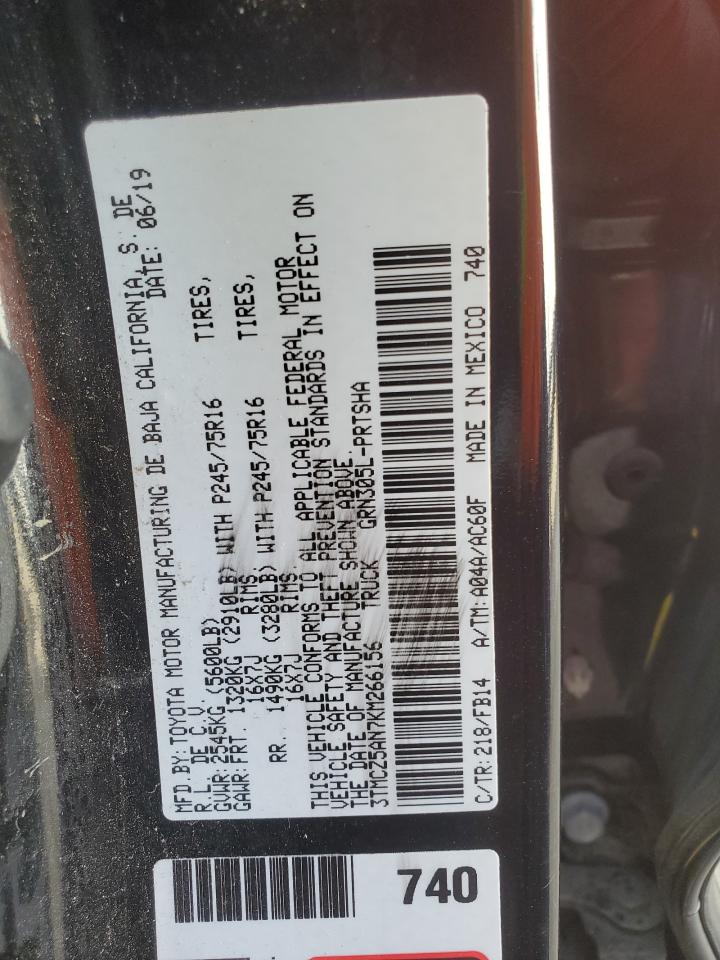 MFD BY: TOYOTA MOTOR MANUFACTURING DE BAJA CALIFORNIA, S. DE
R.L. DE C.V. DATE: 06/19
GVWR: 2545KG (5600LB)
GAWR: FRT. 1320KG (2910LB) WITH P245/75R16 TIRES,
16X7J RIMS
RR. 1490KG (3280LB) WITH P245/75R16 TIRES,
16X7J RIMS.
THIS VEHICLE CONFORMS TO ALL APPLICABLE FEDERAL MOTOR
VEHICLE SAFETY AND THEFT PREVENTION STANDARDS IN EFFECT ON
THE DATE OF MANUFACTURE SHOWN ABOVE.
3TMCZ5AN7KM266156 TRUCK GRN305L-PRTSHA
C/TR: 218/FB14 A/TM: A04A/AC60F MADE IN MEXICO 740
740